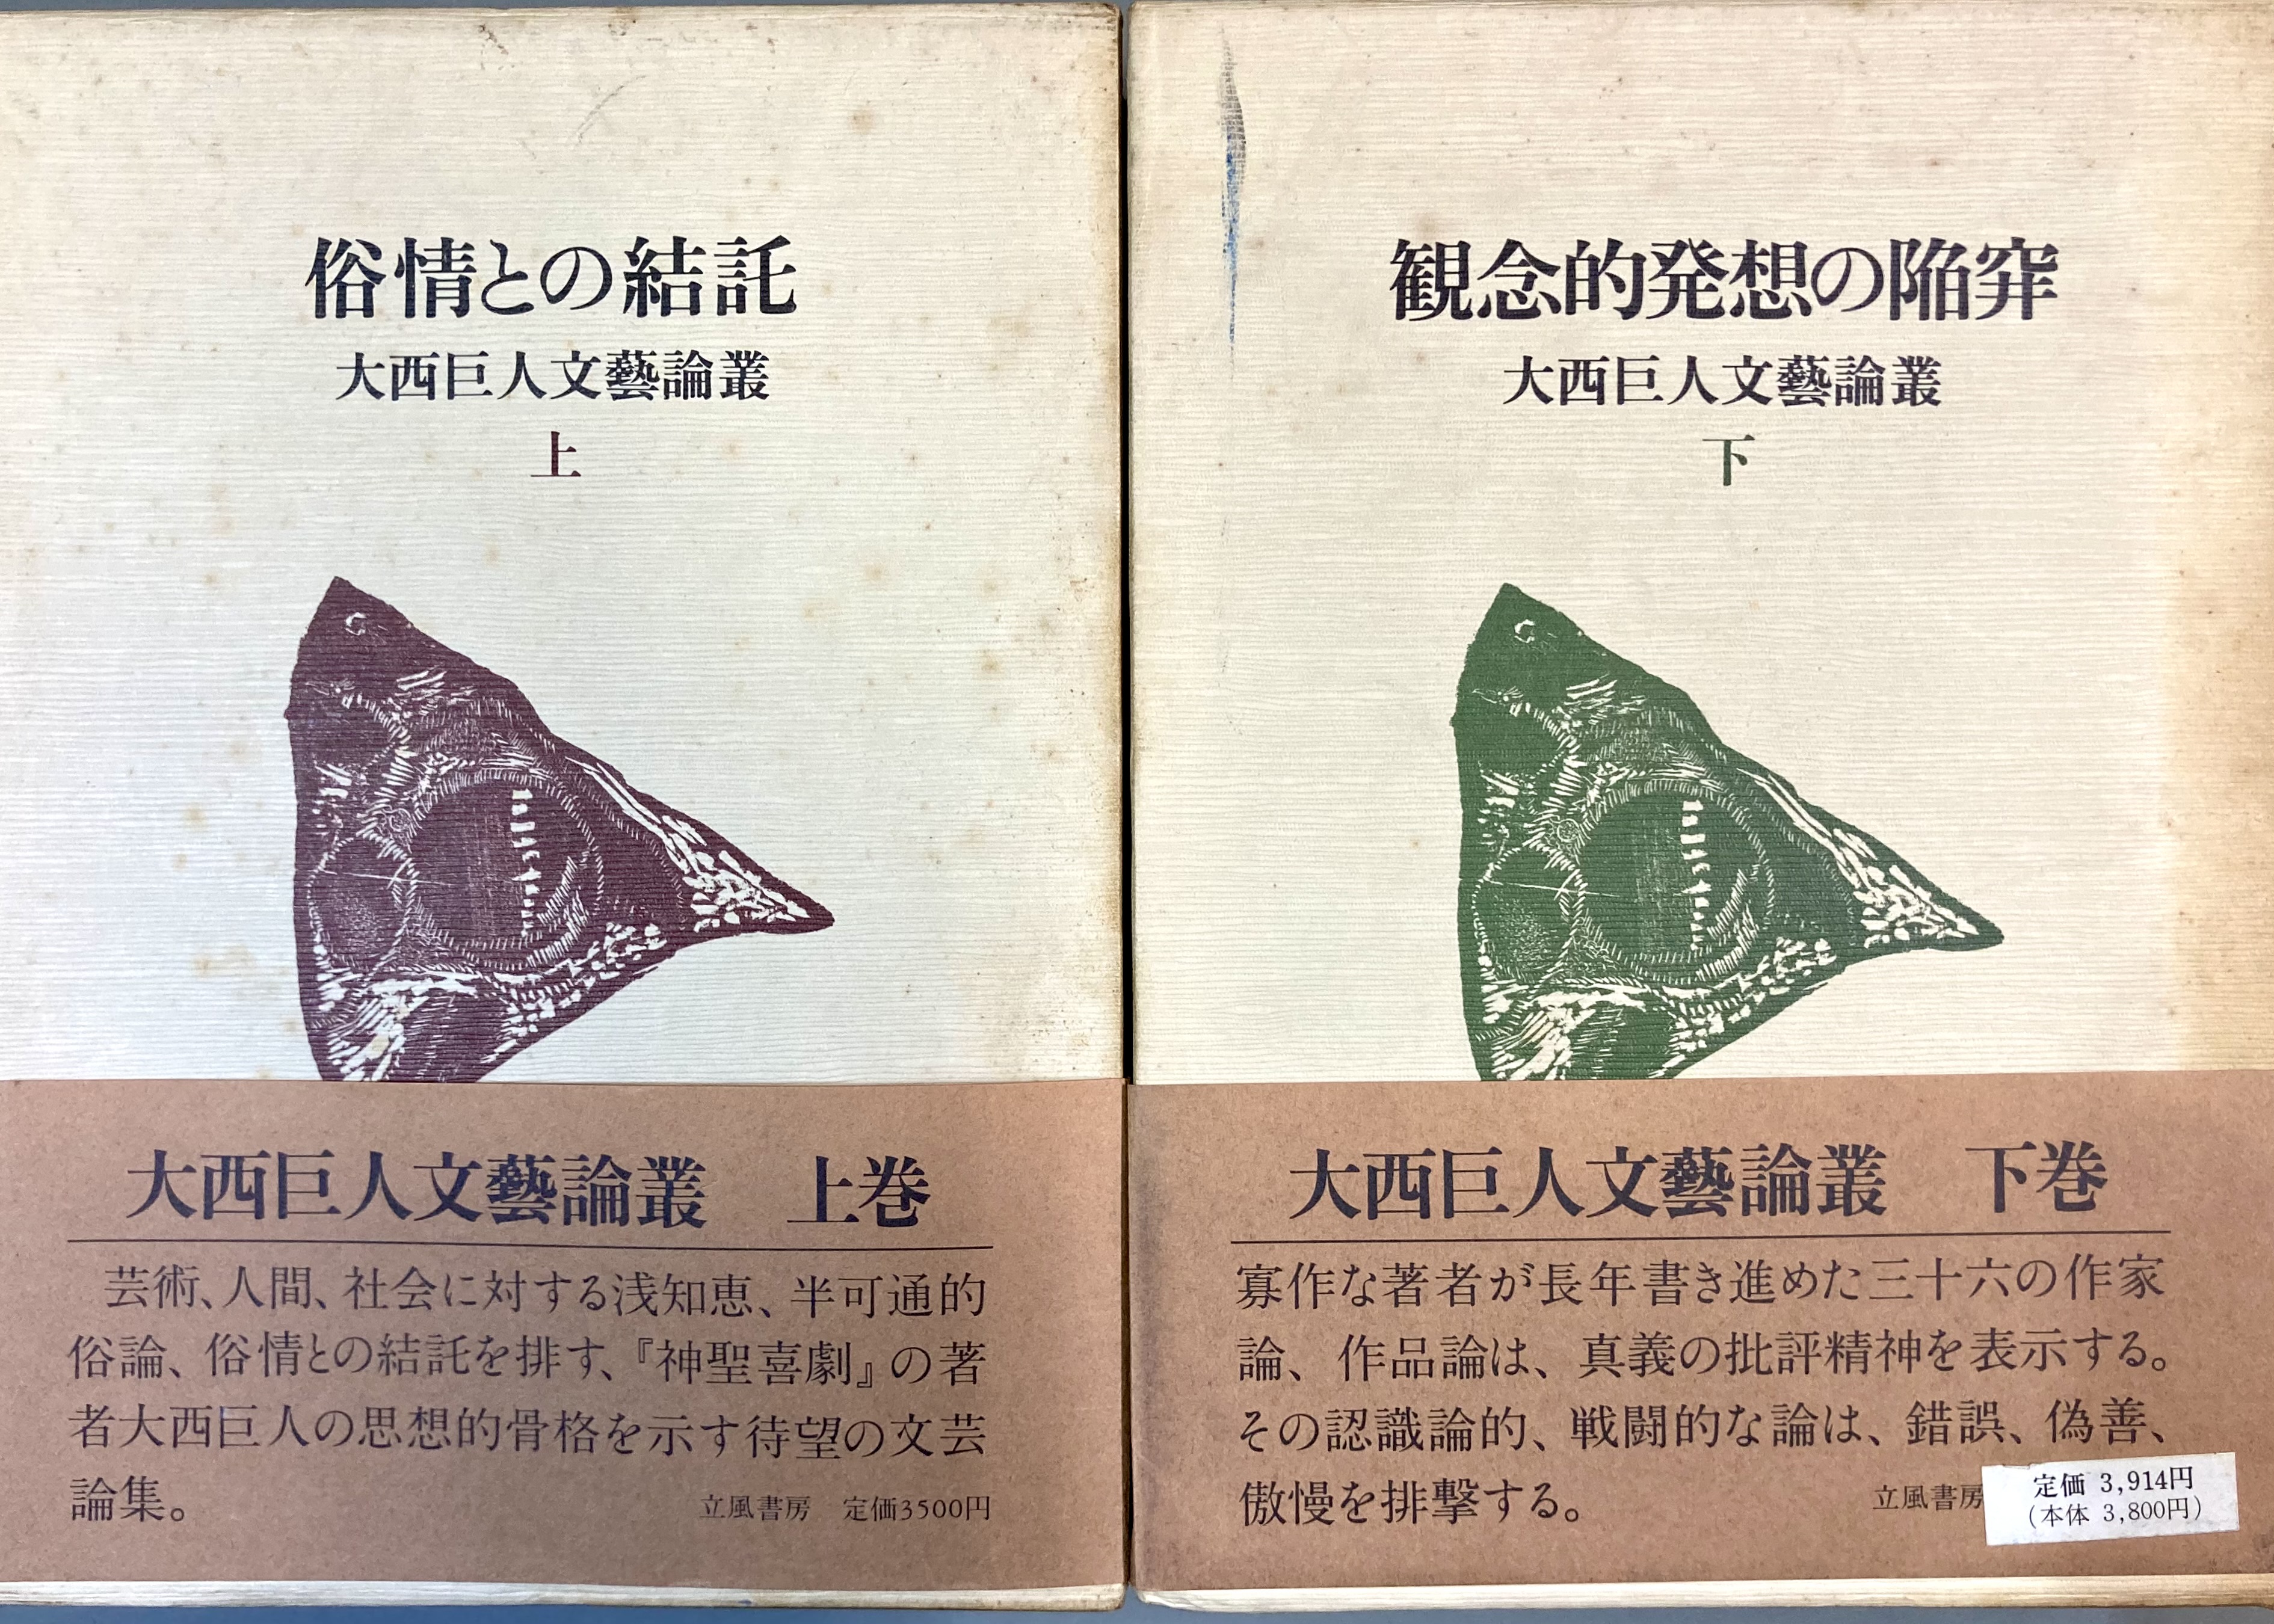 俗情との結託
大西巨人文藝論叢
上
大西巨人文藝論叢　上巻
芸術、人間、社会に対する浅知恵、半可通的
俗論、俗情との結託を排す、『神聖喜劇』の著
者大西巨人の思想的骨格を示す待望の文芸
論集。
立風書房　定価3500円
観念的発想の陥穽
大西巨人文藝論叢
下
大西巨人文藝論叢　下巻
寡作な著者が長年書き進めた三十六の作家
論、作品論は、真義の批評精神を表示する。
その認識論的、戦闘的な論は、錯誤、偽善、
傲慢を排撃する。
立風書房
定価 3,914円
(本体 3,800円)